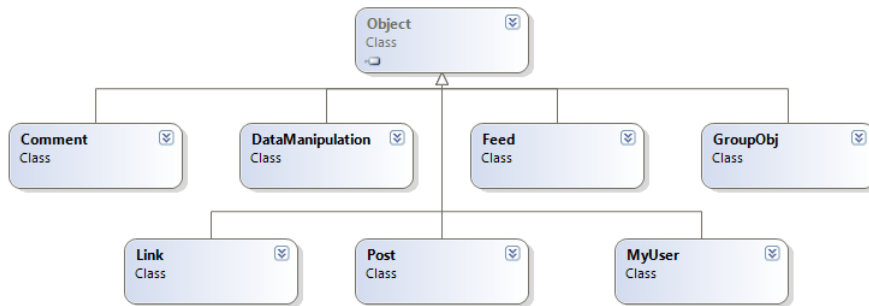 Object
Class
Comment
Class
DataManipulation
Class
Feed
Class
GroupObj
Class
Link
Class
Post
Class
MyUser
Class